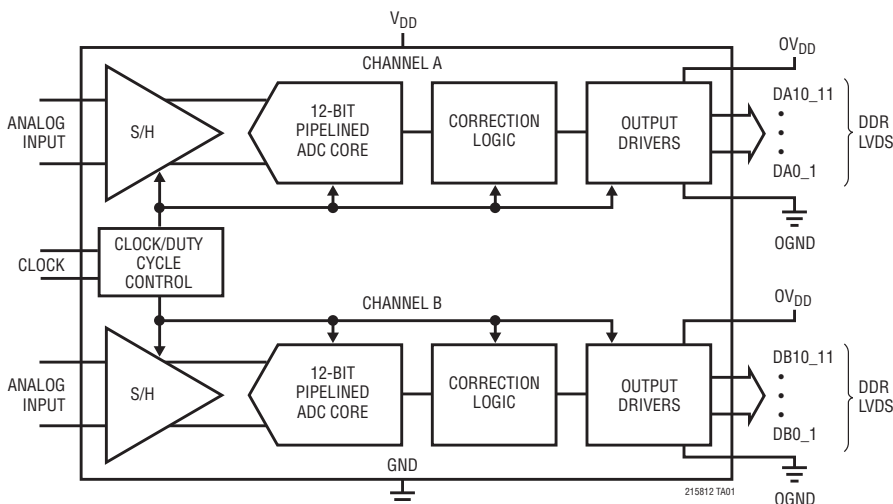 VDD
CHANNEL A
OVDD
ANALOG
INPUT
S/H
12-BIT
PIPELINED
ADC CORE
CORRECTION
LOGIC
OUTPUT
DRIVERS
DA10_11
•
•
•
DA0_1
DDR
LVDS
OGND
CLOCK
CLOCK/DUTY
CYCLE
CONTROL
CHANNEL B
OVDD
ANALOG
INPUT
S/H
12-BIT
PIPELINED
ADC CORE
CORRECTION
LOGIC
OUTPUT
DRIVERS
DB10_11
•
•
•
DB0_1
DDR
LVDS
GND
215812 TA01
OGND